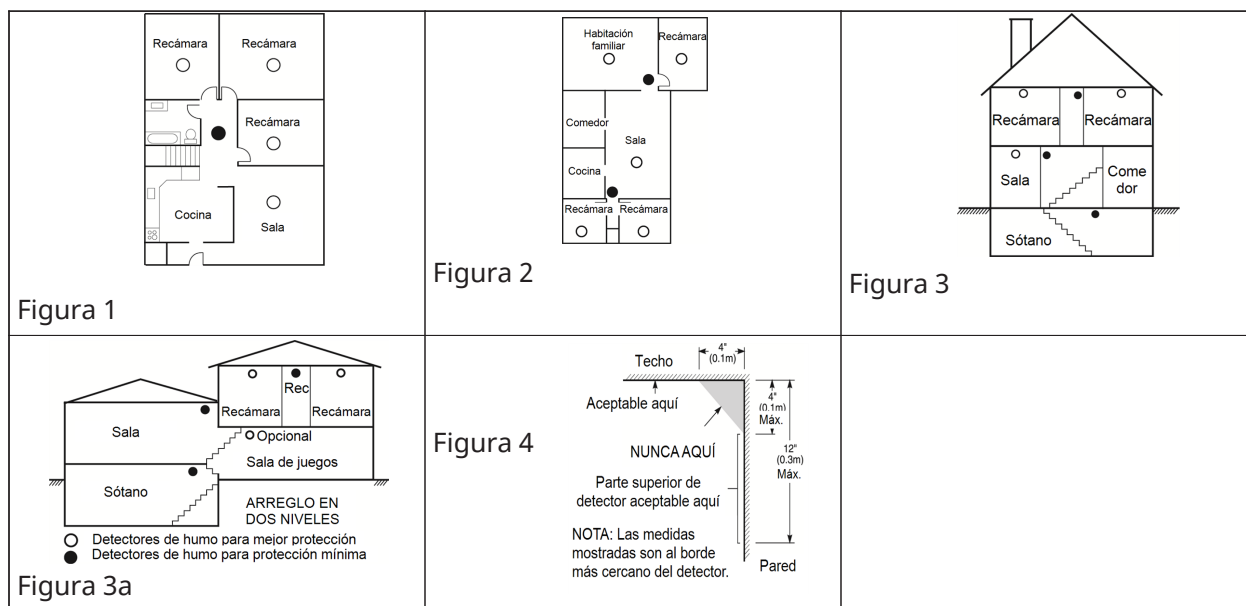 Recámara
Recámara
Recámara
Cocina
Sala
Figura 1
Habitación
familiar
Recámara
Comedor
Sala
Cocina
Recámara
Recámara
Figura 2
Recámara
Recámara
Sala
Come
dor
Sótano
Figura 3
Rec
Recámara
Recámara
Sala
Opcional
Sala de juegos
Sótano
ARREGLO EN
DOS NIVELES
Detectores de humo para mejor protección
Detectores de humo para protección mínima
Figura 3a
4"
(0.1m)
Techo
Aceptable aquí
4"
(0.1m)
Máx.
NUNCA AQUÍ
12"
(0.3m)
Máx.
Parte superior de
detector aceptable aquí
NOTA: Las medidas
mostradas son al borde
más cercano del detector.
Pared
Figura 4